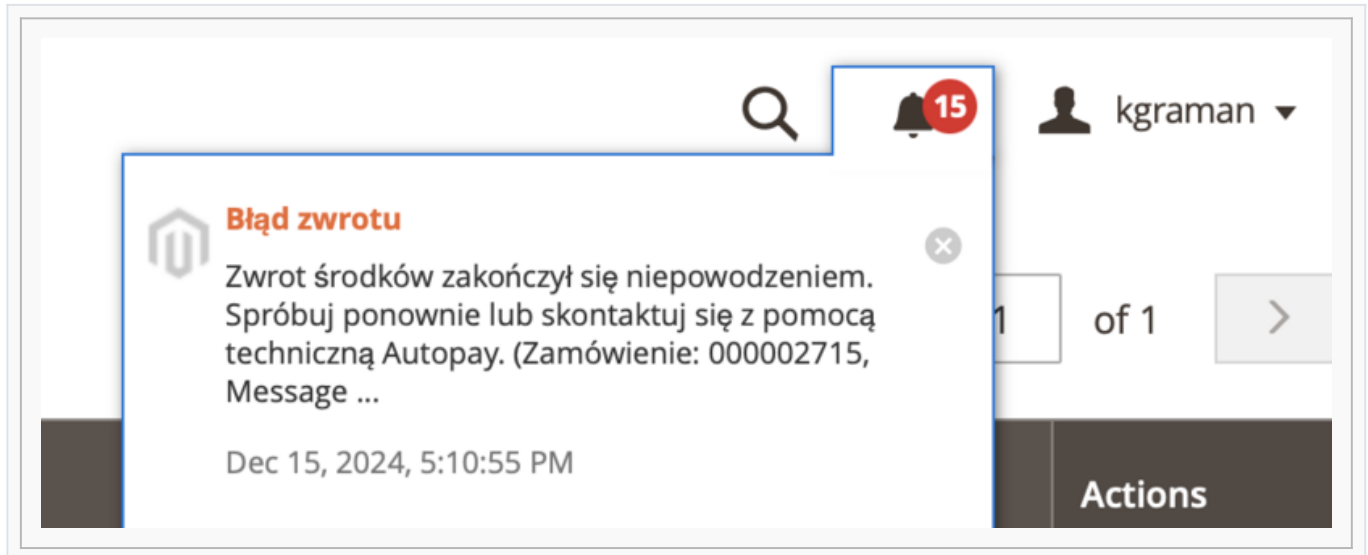 15
kgraman
Błąd zwrotu
Zwrot środków zakończył się niepowodzeniem.
Spróbuj ponownie lub skontaktuj się z pomocą
techniczną Autopay. (Zamówienie: 000002715,
Message ...
Dec 15, 2024, 5:10:55 PM
1
of 1
Actions